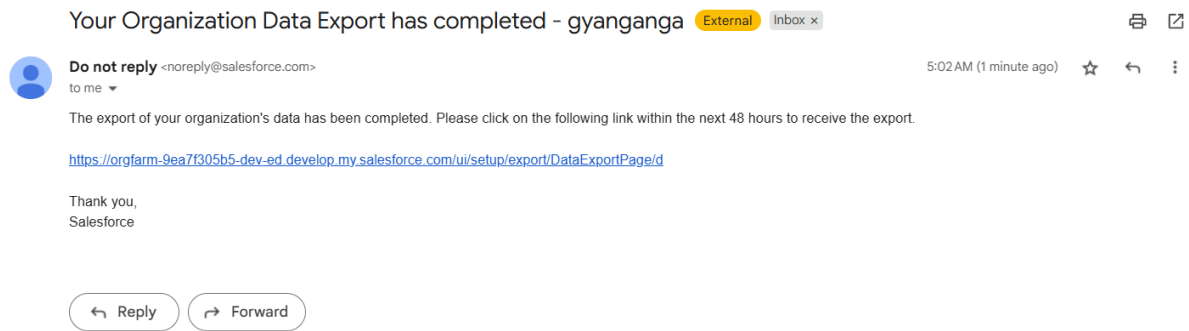 Your Organization Data Export has completed - gyanganga External Inbox ×
Do not reply <noreply@salesforce.com> 5:02 AM (1 minute ago)
to me
The export of your organization's data has been completed. Please click on the following link within the next 48 hours to receive the export.
https://orgfarm-9ea7f305b5-dev-ed.develop.my.salesforce.com/ui/setup/export/DataExportPage/d
Thank you,
Salesforce
Reply Forward